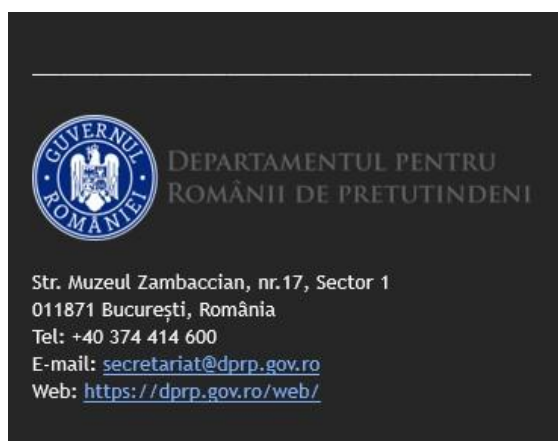 GUVERNUL ROMÂNIEI
DEPARTAMENTUL PENTRU
ROMÂNII DE PRETUTINDENI
Str. Muzeul Zambaccian, nr.17, Sector 1
011871 București, România
Tel: +40 374 414 600
E-mail: secretariat@dprp.gov.ro
Web: https://dprp.gov.ro/web/